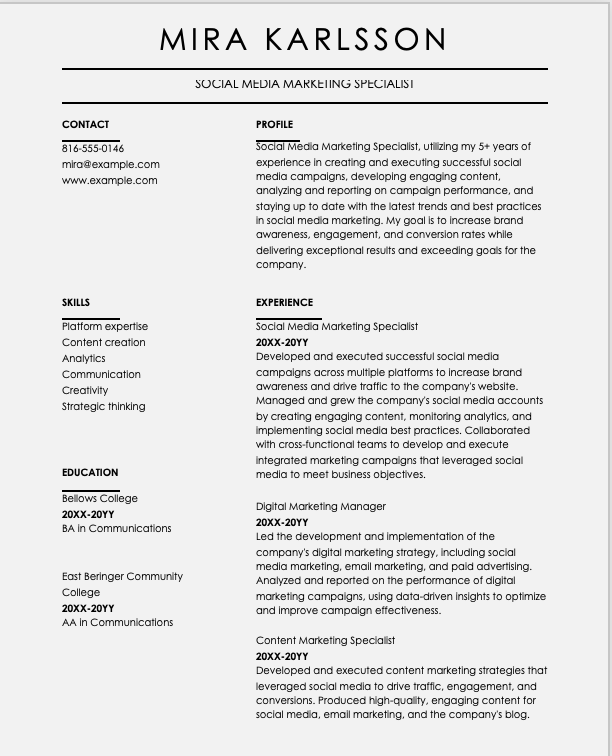 MIRA KARLSSON
SOCIAL MEDIA MARKETING SPECIALIST
CONTACT
816-555-0146
mira@example.com
www.example.com
PROFILE
Social Media Marketing Specialist, utilizing my 5+ years of
experience in creating and executing successful social
media campaigns, developing engaging content,
analyzing and reporting on campaign performance, and
staying up to date with the latest trends and best practices
in social media marketing. My goal is to increase brand
awareness, engagement, and conversion rates while
delivering exceptional results and exceeding goals for the
company.
SKILLS
Platform expertise
Content creation
Analytics
Communication
Creativity
Strategic thinking
EDUCATION
Bellows College
20XX-20YY
BA in Communications
East Beringer Community
College
20XX-20YY
AA in Communications
EXPERIENCE
Social Media Marketing Specialist
20XX-20YY
Developed and executed successful social media
campaigns across multiple platforms to increase brand
awareness and drive traffic to the company's website.
Managed and grew the company's social media accounts
by creating engaging content, monitoring analytics, and
implementing social media best practices. Collaborated
with cross-functional teams to develop and execute
integrated marketing campaigns that leveraged social
media to meet business objectives.
Digital Marketing Manager
20XX-20YY
Led the development and implementation of the
company's digital marketing strategy, including social
media marketing, email marketing, and paid advertising.
Analyzed and reported on the performance of digital
marketing campaigns, using data-driven insights to optimize
and improve campaign effectiveness.
Content Marketing Specialist
20XX-20YY
Developed and executed content marketing strategies that
leveraged social media to drive traffic, engagement, and
conversions. Produced high-quality, engaging content for
social media, email marketing, and the company's blog.